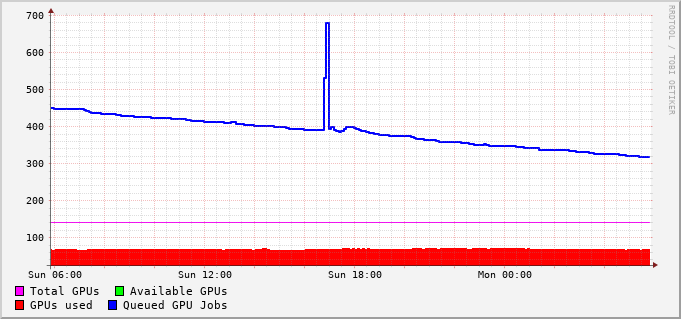 700
600
500
400
300
200
100
Sun 06:00 Sun 12:00 Sun 18:00 Mon 00:00
Total GPUs Available GPUs
GPUs used Queued GPU Jobs
RRDTOOL / TOBI OETIKER